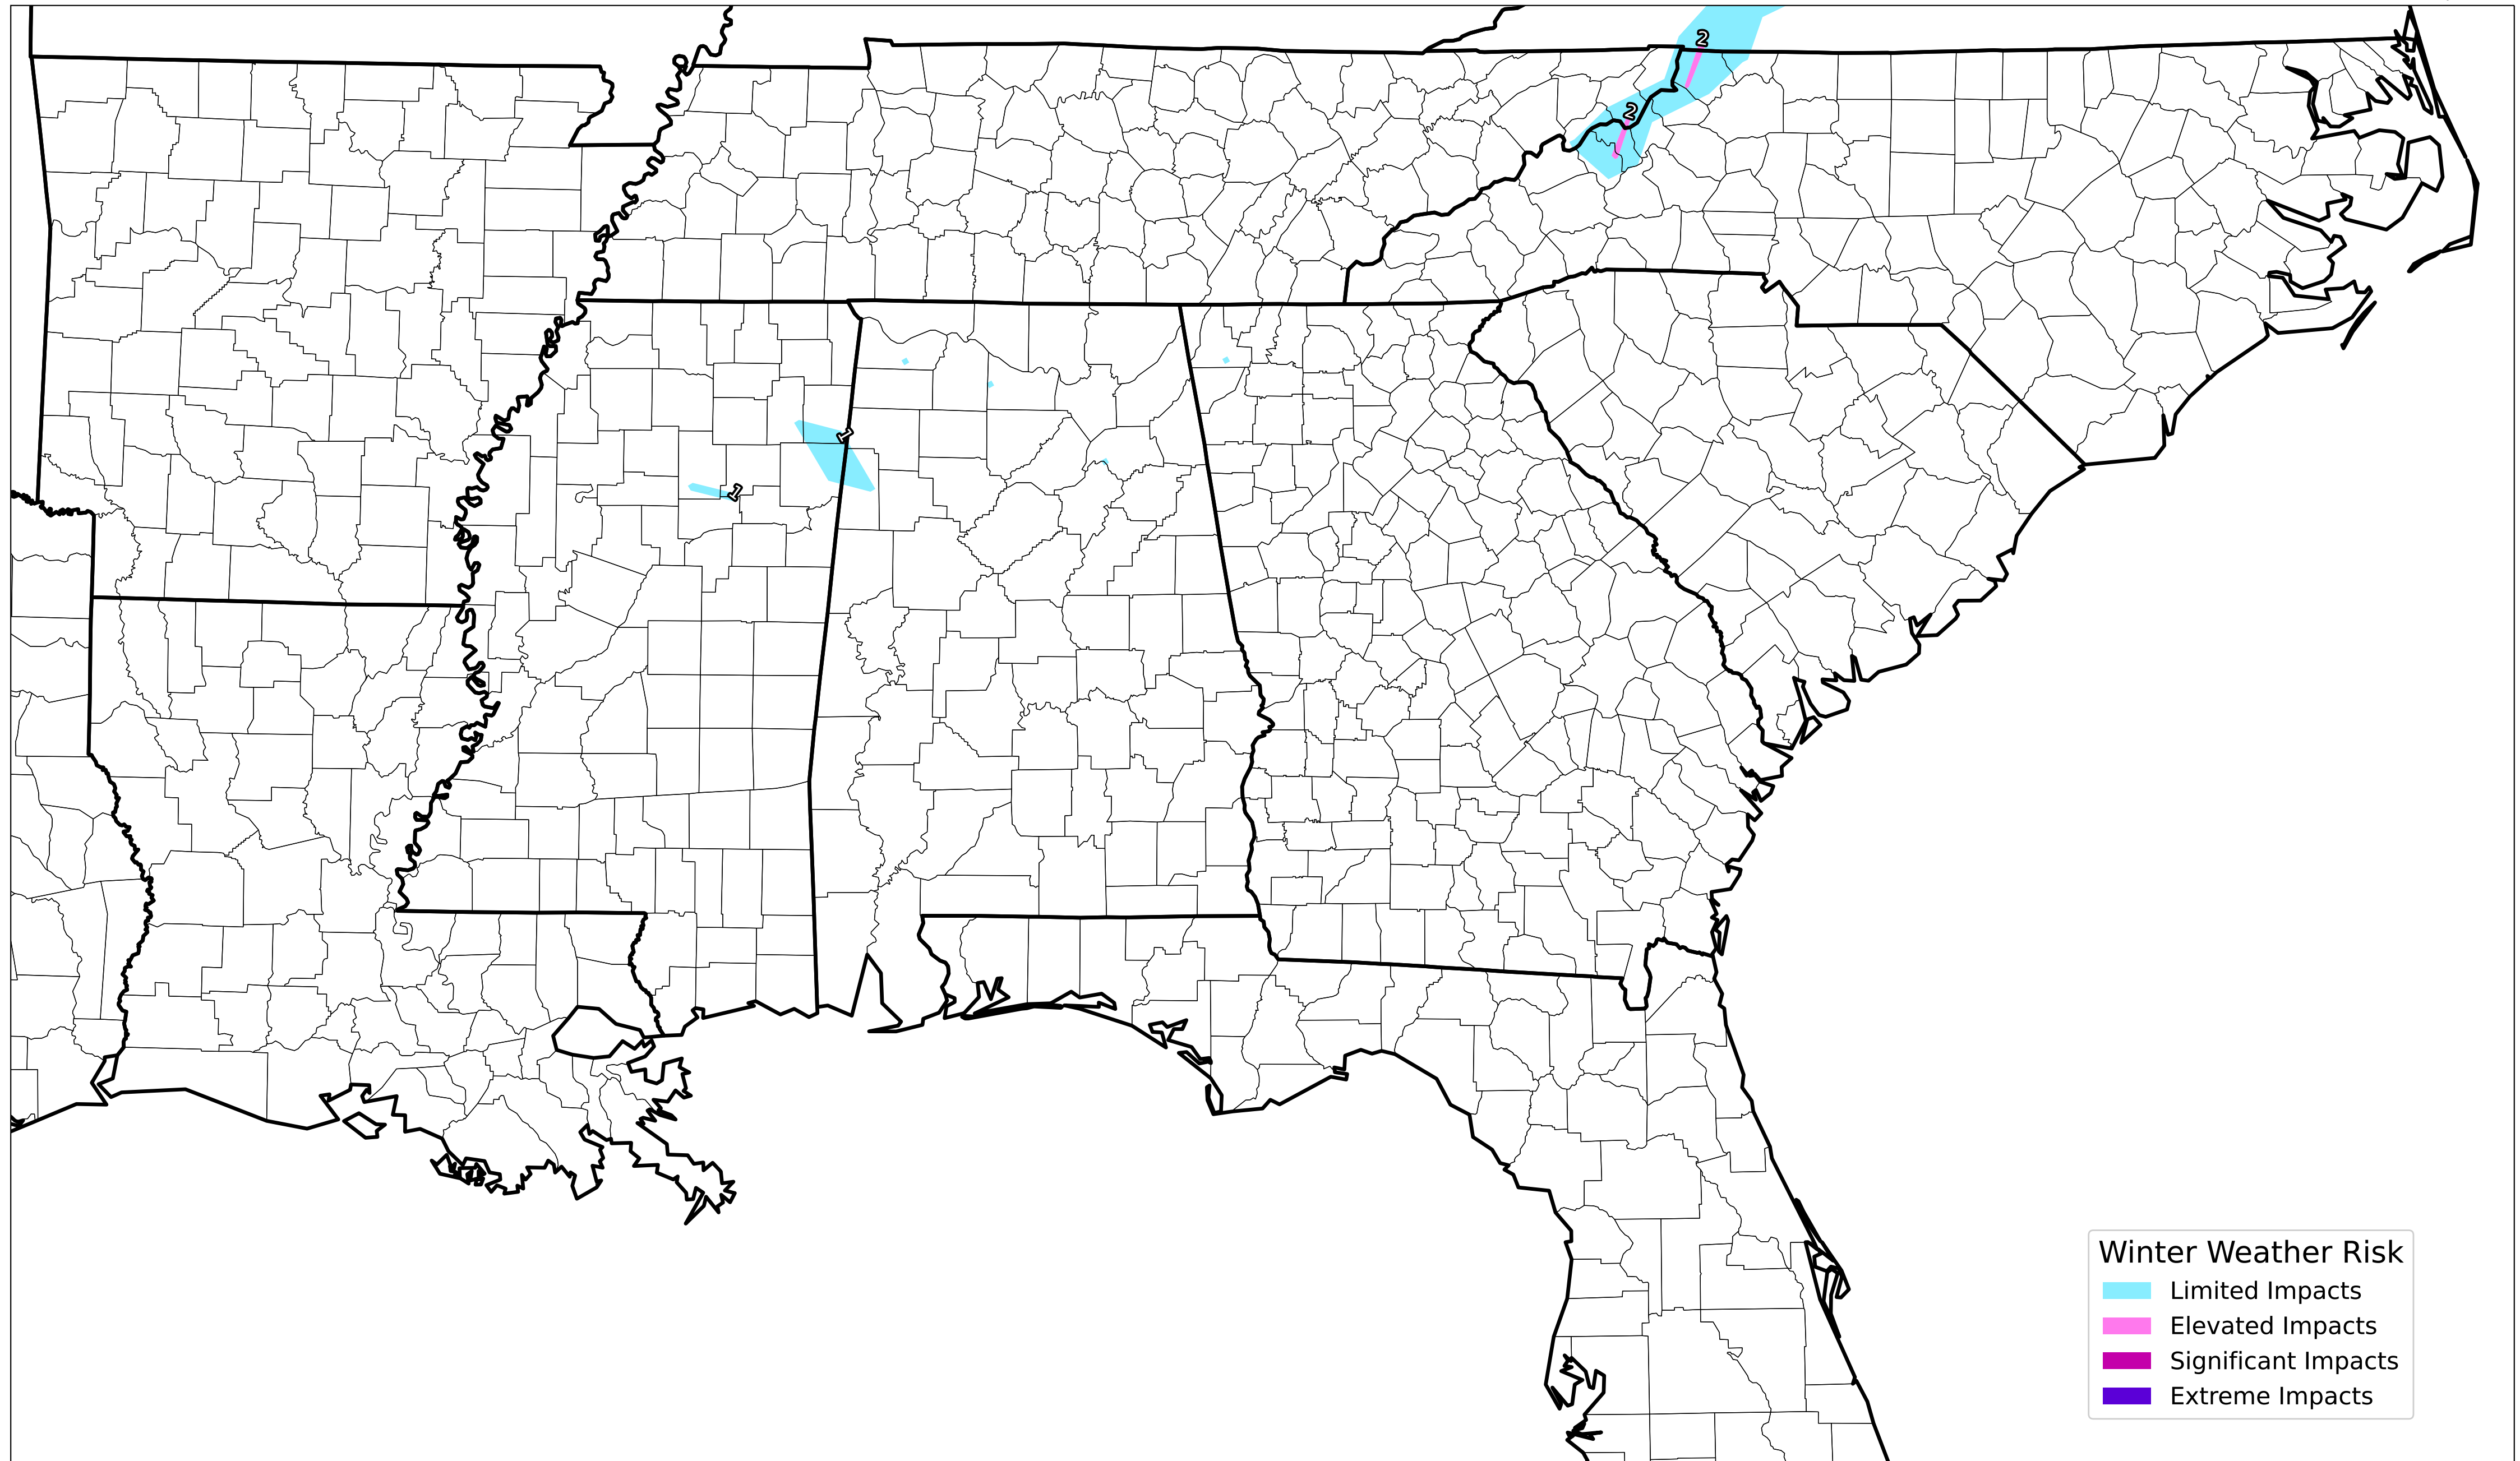 2
2
1
1
Winter Weather Risk
Limited Impacts
Elevated Impacts
Significant Impacts
Extreme Impacts